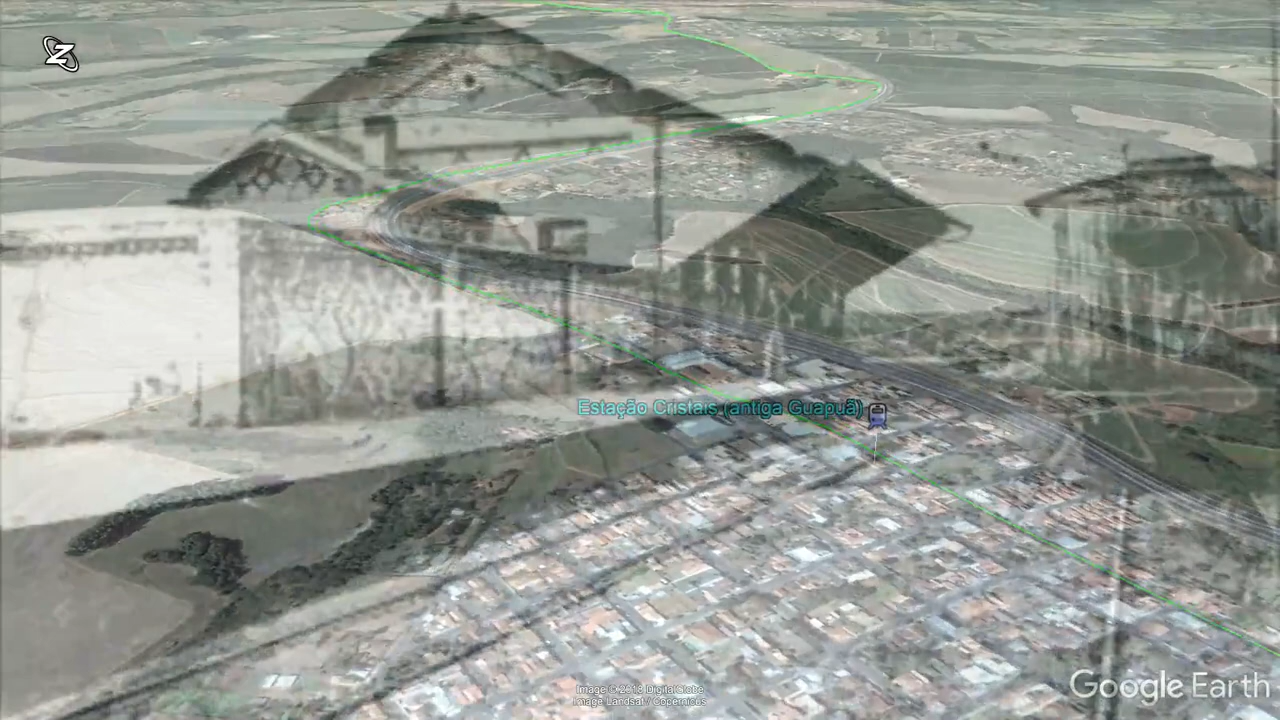 Z
Estação Cristais (antiga Guapuã)
Image © 2018 DigitalGlobe
Image Landsat / Copernicus
Google Earth